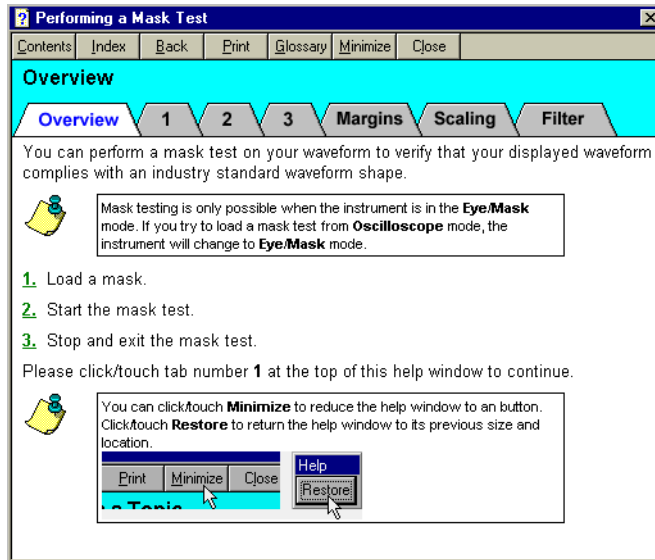 Performing a Mask Test
Contents Index Back Print Glossary Minimize Close
Overview
Overview 1 2 3 Margins Scaling Filter
You can perform a mask test on your waveform to verify that your displayed waveform
complies with an industry standard waveform shape.
Mask testing is only possible when the instrument is in the Eye/Mask
mode. If you try to load a mask test from Oscilloscope mode, the
instrument will change to Eye/Mask mode.
1. Load a mask.
2. Start the mask test.
3. Stop and exit the mask test.
Please click/touch tab number 1 at the top of this help window to continue.
You can click/touch Minimize to reduce the help window to an button.
Click/touch Restore to return the help window to its previous size and
location.
Print Minimize Close
Help
Restore